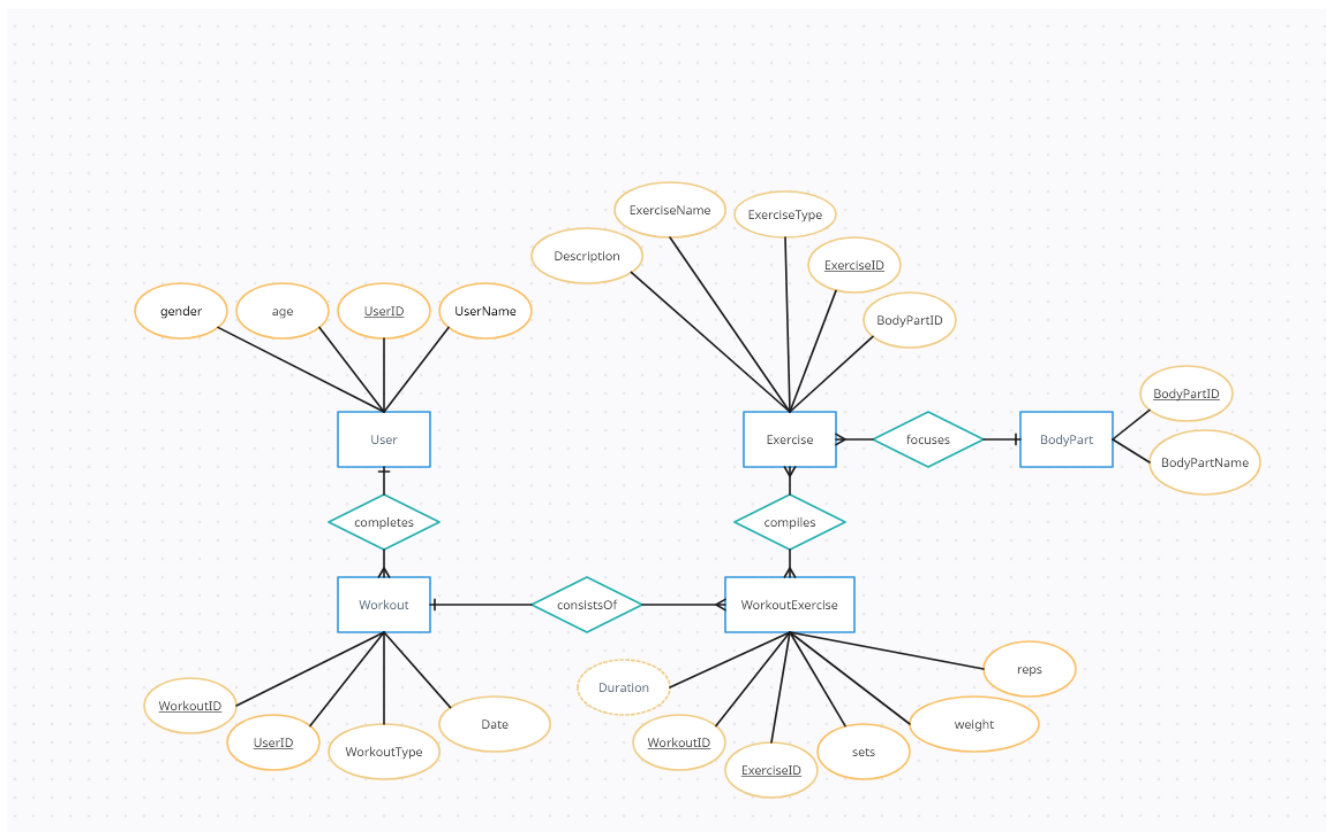 ExerciseName
ExerciseType
Description
ExerciseID
BodyPartID
gender
age
UserID
UserName
BodyPartID
BodyPartName
User
Exercise
focuses
BodyPart
completes
compiles
Workout
consistsOf
WorkoutExercise
WorkoutID
UserID
WorkoutType
Date
Duration
WorkoutID
ExerciseID
sets
weight
reps